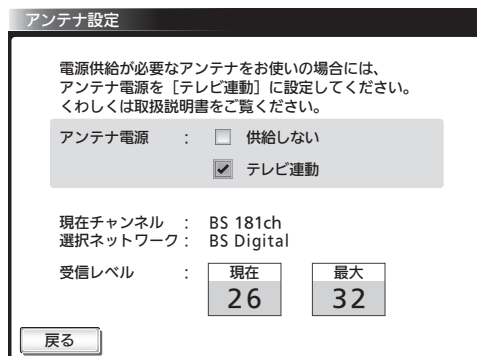 アンテナ設定
電源供給が必要なアンテナをお使いの場合には、
アンテナ電源を［テレビ連動］に設定してください。
くわしくは取扱説明書をご覧ください。
アンテナ電源 : 供給しない
テレビ連動
現在チャンネル : BS 181ch
選択ネットワーク : BS Digital
受信レベル : 現在 最大
26 32
戻る